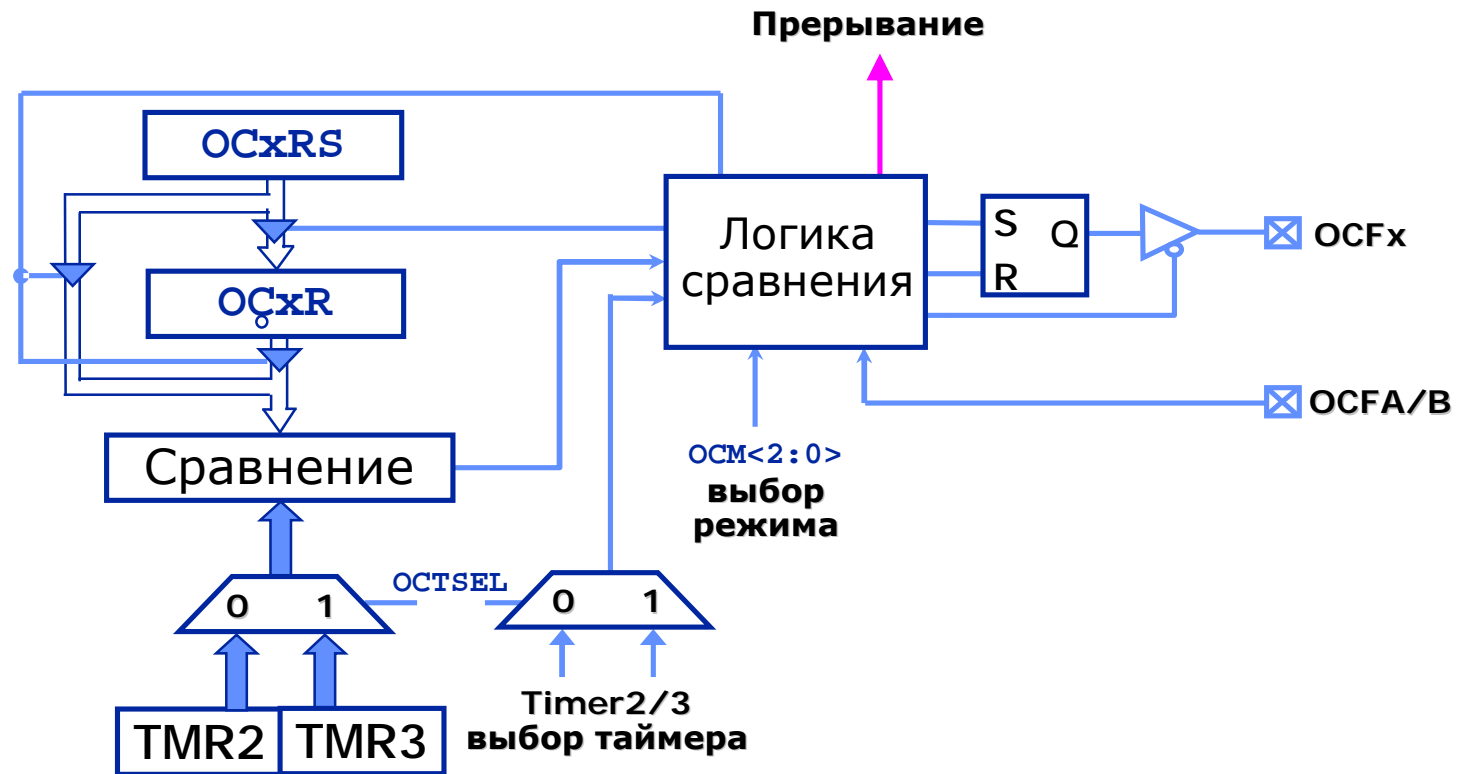 Прерывание
OCxRS
OCxR
Логика
сравнения
S
Q
R
OCFx
OCFA/B
OCM<2:0>
выбор
режима
Сравнение
OCTSEL
0 1
0 1
Timer2/3
выбор таймера
TMR2
TMR3